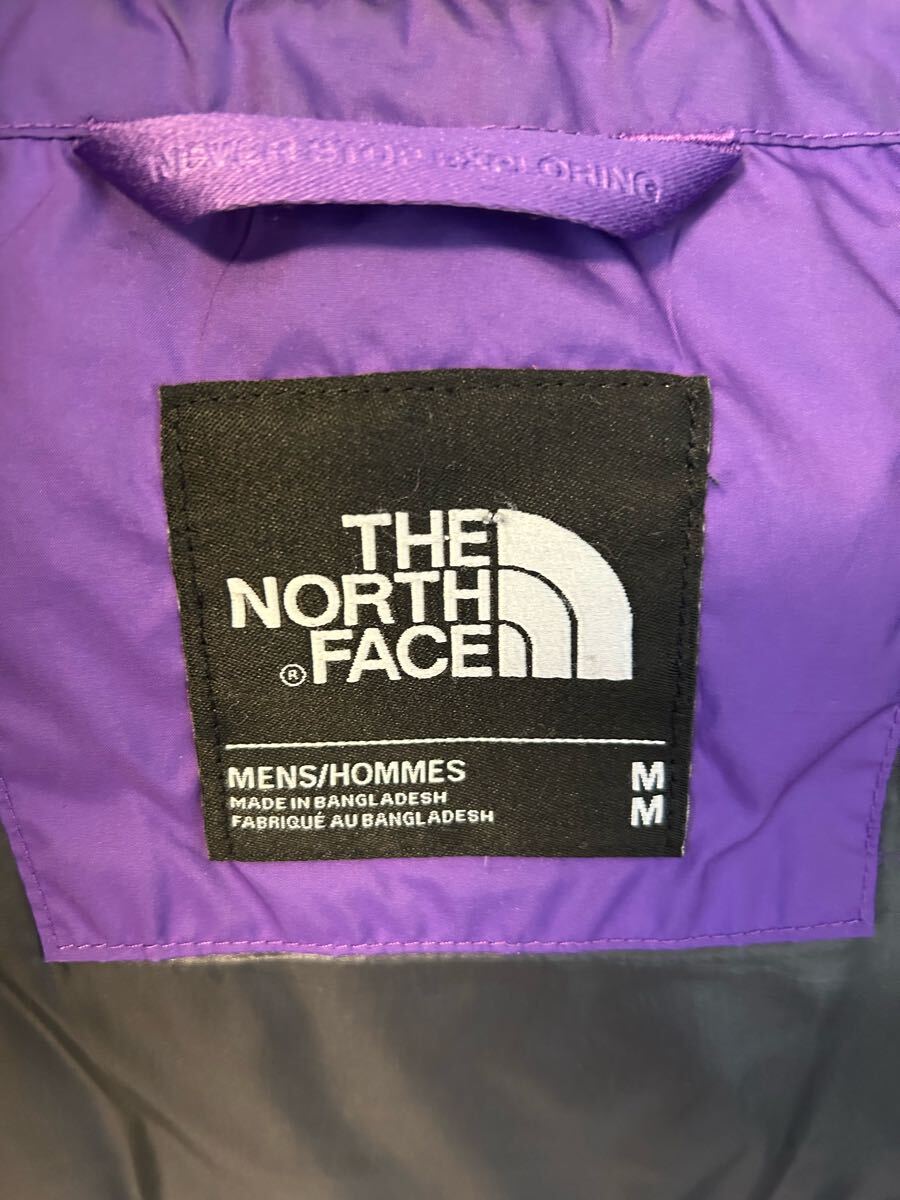 NEVER STOP EXPLORING
THE
NORTH
® FACE
MENS/HOMMES M
MADE IN BANGLADESH
FABRIQUÉ AU BANGLADESH M